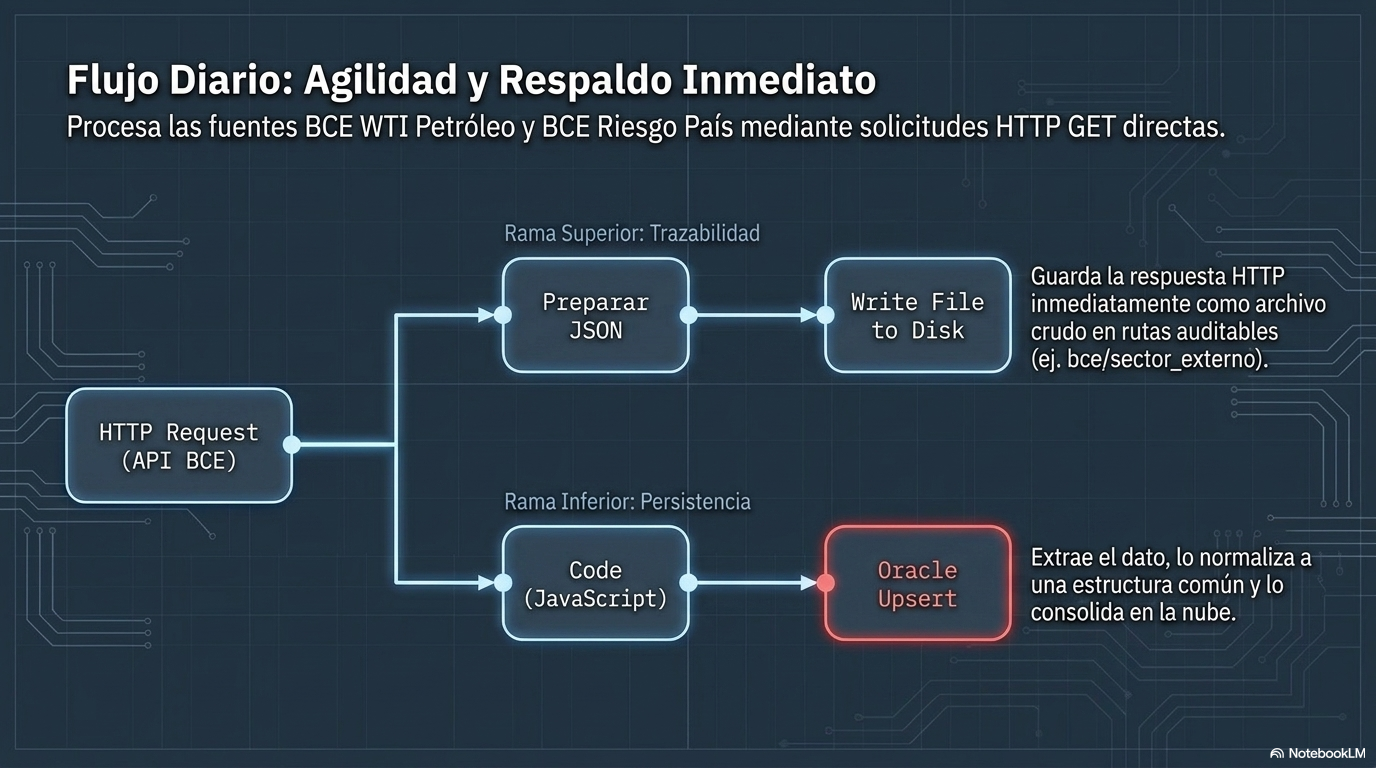 Flujo Diario: Agilidad y Respaldo Inmediato
Procesa las fuentes BCE WTI Petróleo y BCE Riesgo País mediante solicitudes HTTP GET directas.
HTTP Request
(API BCE)
Rama Superior: Trazabilidad
Preparar
JSON
Write File
to Disk
Guarda la respuesta HTTP
inmediatamente como archivo
crudo en rutas auditables
(ej. bce/sector_externo).
Rama Inferior: Persistencia
Code
(JavaScript)
Oracle
Upsert
Extrae el dato, lo normaliza a
una estructura común y lo
consolida en la nube.
NotebookLM